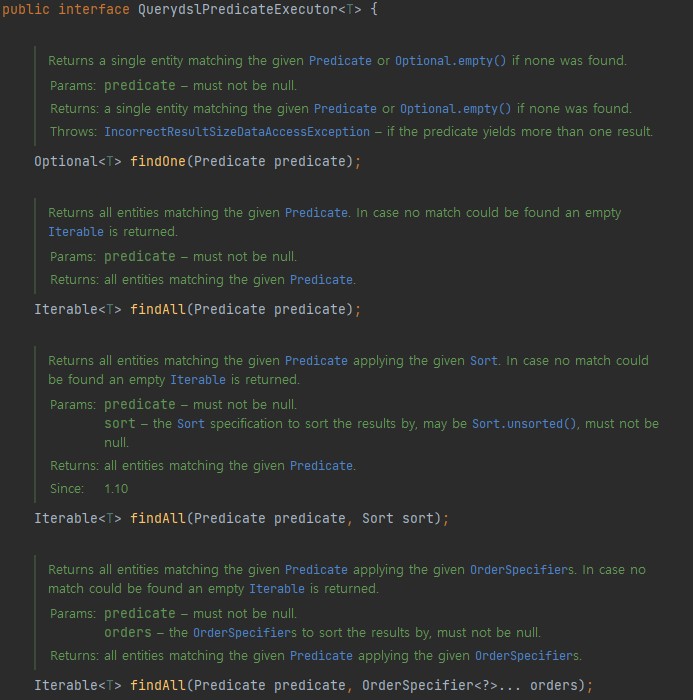 public interface QuerydslPredicateExecutor<T> {
Returns a single entity matching the given Predicate or Optional.empty() if none was found.
Params: predicate – must not be null.
Returns: a single entity matching the given Predicate or Optional.empty() if none was found.
Throws: IncorrectResultSizeDataAccessException – if the predicate yields more than one result.
Optional<T> findOne(Predicate predicate);
Returns all entities matching the given Predicate. In case no match could be found an empty
Iterable is returned.
Params: predicate – must not be null.
Returns: all entities matching the given Predicate.
Iterable<T> findAll(Predicate predicate);
Returns all entities matching the given Predicate applying the given Sort. In case no match could
be found an empty Iterable is returned.
Params: predicate – must not be null.
sort – the Sort specification to sort the results by, may be Sort.unsorted(), must not be
null.
Returns: all entities matching the given Predicate.
Since: 1.10
Iterable<T> findAll(Predicate predicate, Sort sort);
Returns all entities matching the given Predicate applying the given OrderSpecifiers. In case no
match could be found an empty Iterable is returned.
Params: predicate – must not be null.
orders – the OrderSpecifiers to sort the results by, must not be null.
Returns: all entities matching the given Predicate applying the given OrderSpecifiers.
Iterable<T> findAll(Predicate predicate, OrderSpecifier<?>... orders);